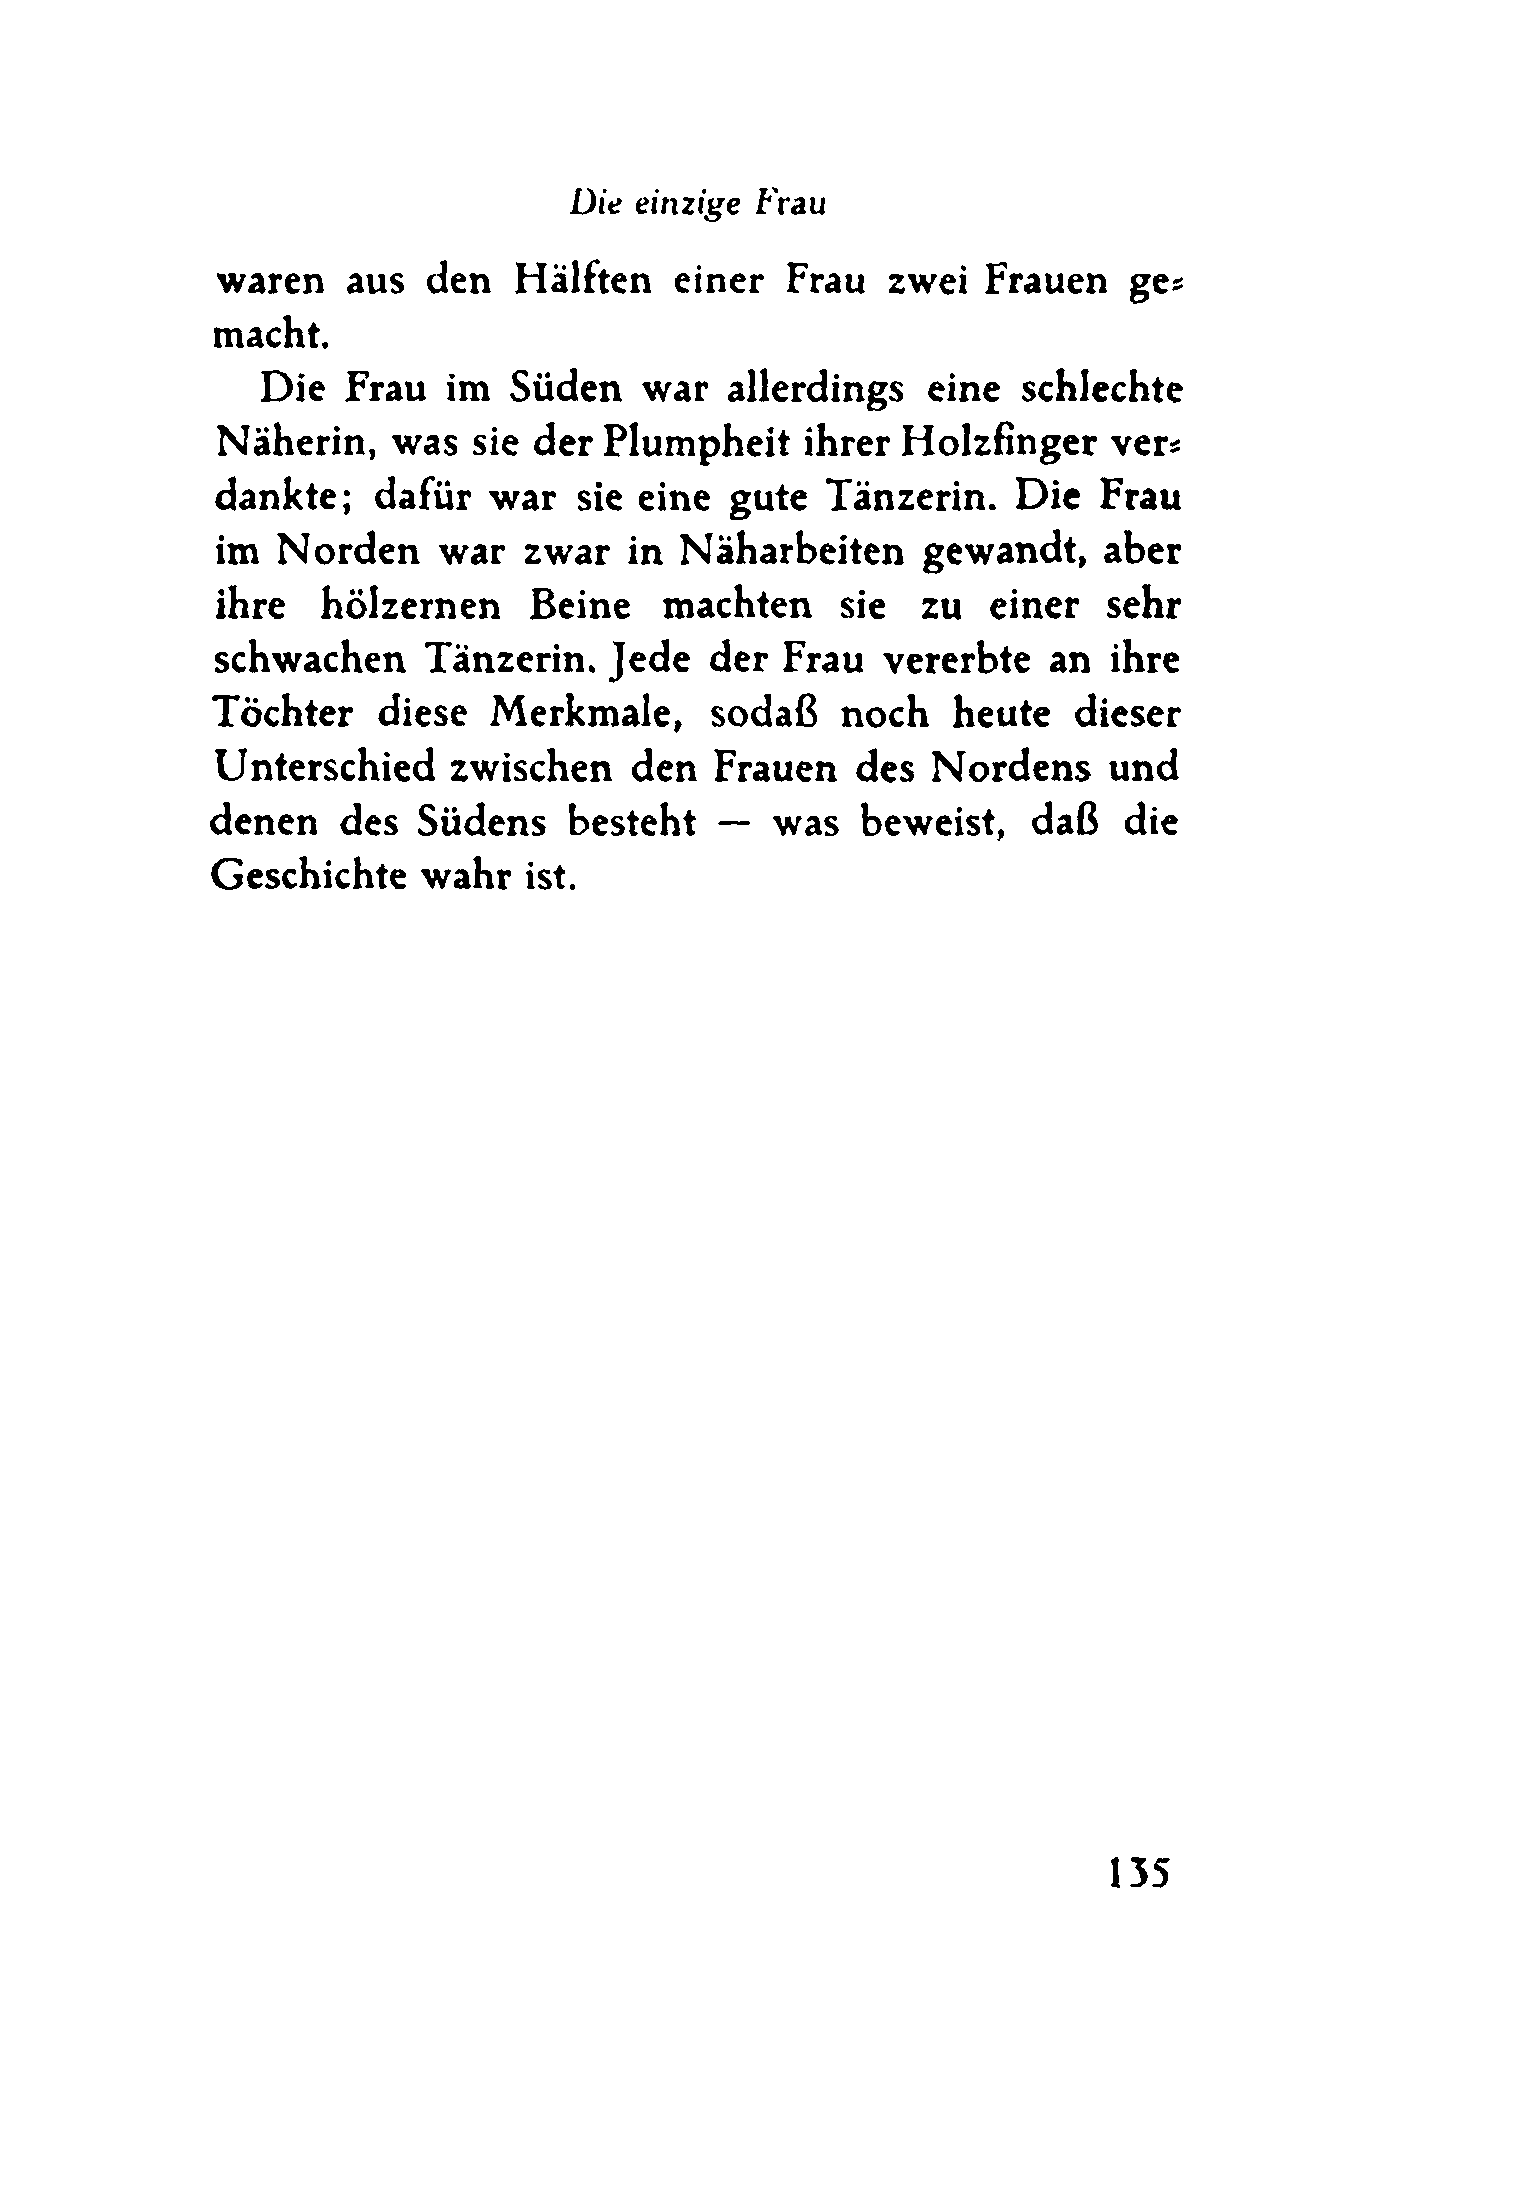 Die einzige Frau
waren aus den Hälften einer Frau zwei Frauen ge⸗
macht.
Die Frau im Süden war allerdings eine schlechte
Näherin, was sie der Plumpheit ihrer Holzfinger ver⸗
dankte; dafür war sie eine gute Tänzerin. Die Frau
im Norden war zwar in Näharbeiten gewandt, aber
ihre hölzernen Beine machten sie zu einer sehr
schwachen Tänzerin. Jede der Frau vererbte an ihre
Töchter diese Merkmale, sodaß noch heute dieser
Unterschied zwischen den Frauen des Nordens und
denen des Südens besteht — was beweist, daß die
Geschichte wahr ist.
135